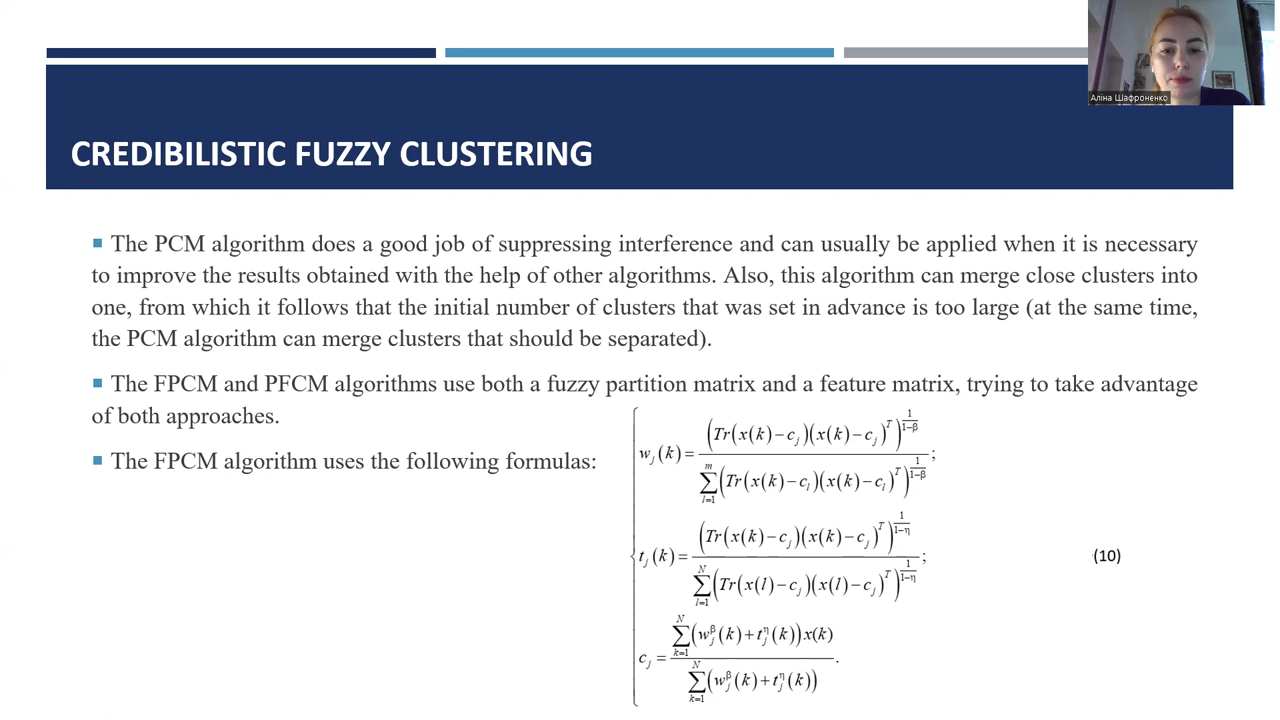 Аліна Шафроненко
CREDIBILISTIC FUZZY CLUSTERING
▪ The PCM algorithm does a good job of suppressing interference and can usually be applied when it is necessary
to improve the results obtained with the help of other algorithms. Also, this algorithm can merge close clusters into
one, from which it follows that the initial number of clusters that was set in advance is too large (at the same time,
the PCM algorithm can merge clusters that should be separated).
▪ The FPCM and PFCM algorithms use both a fuzzy partition matrix and a feature matrix, trying to take advantage
of both approaches.
▪ The FPCM algorithm uses the following formulas:
w_j(k) = (Tr(x(k) − c_j)(x(k) − c_j)^T)^{1/(1−β)} / ∑_{l=1}^{m} (Tr(x(k) − c_l)(x(k) − c_l)^T)^{1/(1−β)};
t_j(k) = (Tr(x(k) − c_j)(x(k) − c_j)^T)^{1/(1−η)} / ∑_{l=1}^{N} (Tr(x(l) − c_j)(x(l) − c_j)^T)^{1/(1−η)};
(10)
c_j = ∑_{k=1}^{N} (w_j^β(k) + t_j^η(k)) x(k) / ∑_{k=1}^{N} (w_j^β(k) + t_j^η(k)).